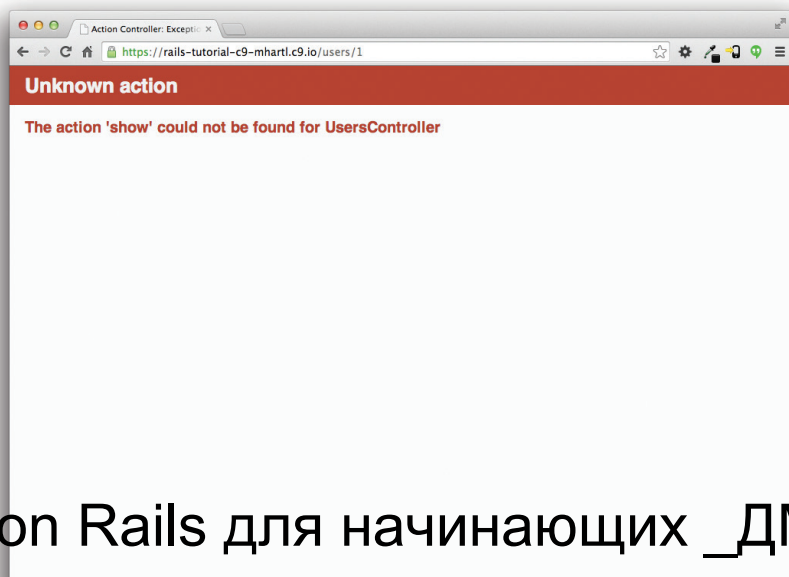 Action Controller: Exceptio
https://rails-tutorial-c9-mhartl.c9.io/users/1
Unknown action
The action 'show' could not be found for UsersController
on Rails для начинающих _Д